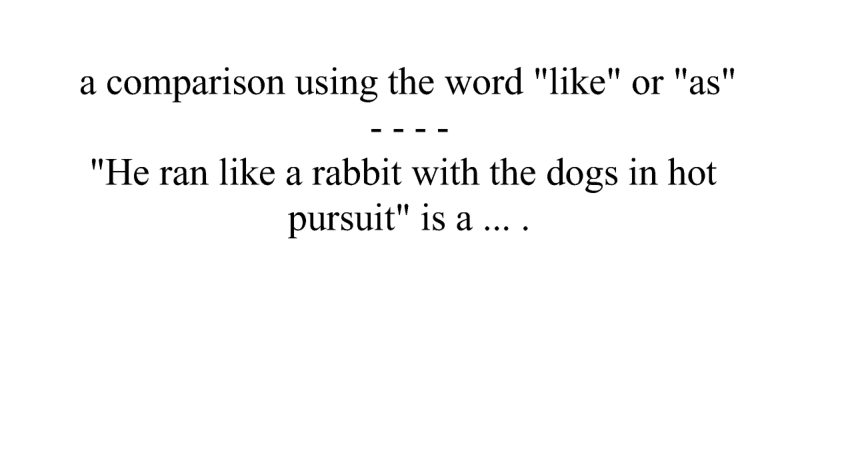 a comparison using the word "like" or "as"
- - - -
"He ran like a rabbit with the dogs in hot
pursuit" is a ... .